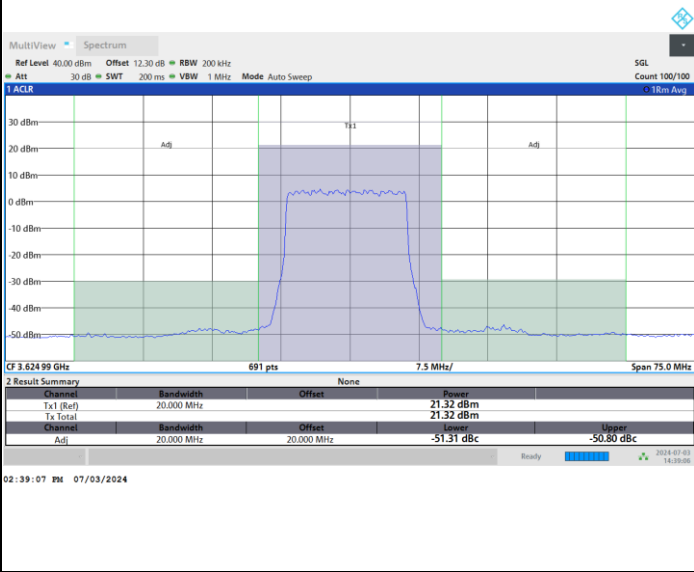 MultiView Spectrum
Ref Level 40.00 dBm Offset 12.30 dB RBW 200 kHz SGL
Att 30 dB SWT 200 ms VBW 1 MHz Mode Auto Sweep Count 100/100
1 ACLR 1Rm Avg
30 dBm
Tx1
Adj Adj
20 dBm
10 dBm
0 dBm
-10 dBm
-20 dBm
-30 dBm
-40 dBm
-50 dBm
CF 3.624 99 GHz 691 pts 7.5 MHz/ Span 75.0 MHz
2 Result Summary None
Channel Bandwidth Offset Power
Tx1 (Ref) 20.000 MHz 21.32 dBm
Tx Total 21.32 dBm
Channel Bandwidth Offset Lower Upper
Adj 20.000 MHz 20.000 MHz -51.31 dBc -50.80 dBc
Ready 2024-07-03
14:39:06
02:39:07 PM 07/03/2024